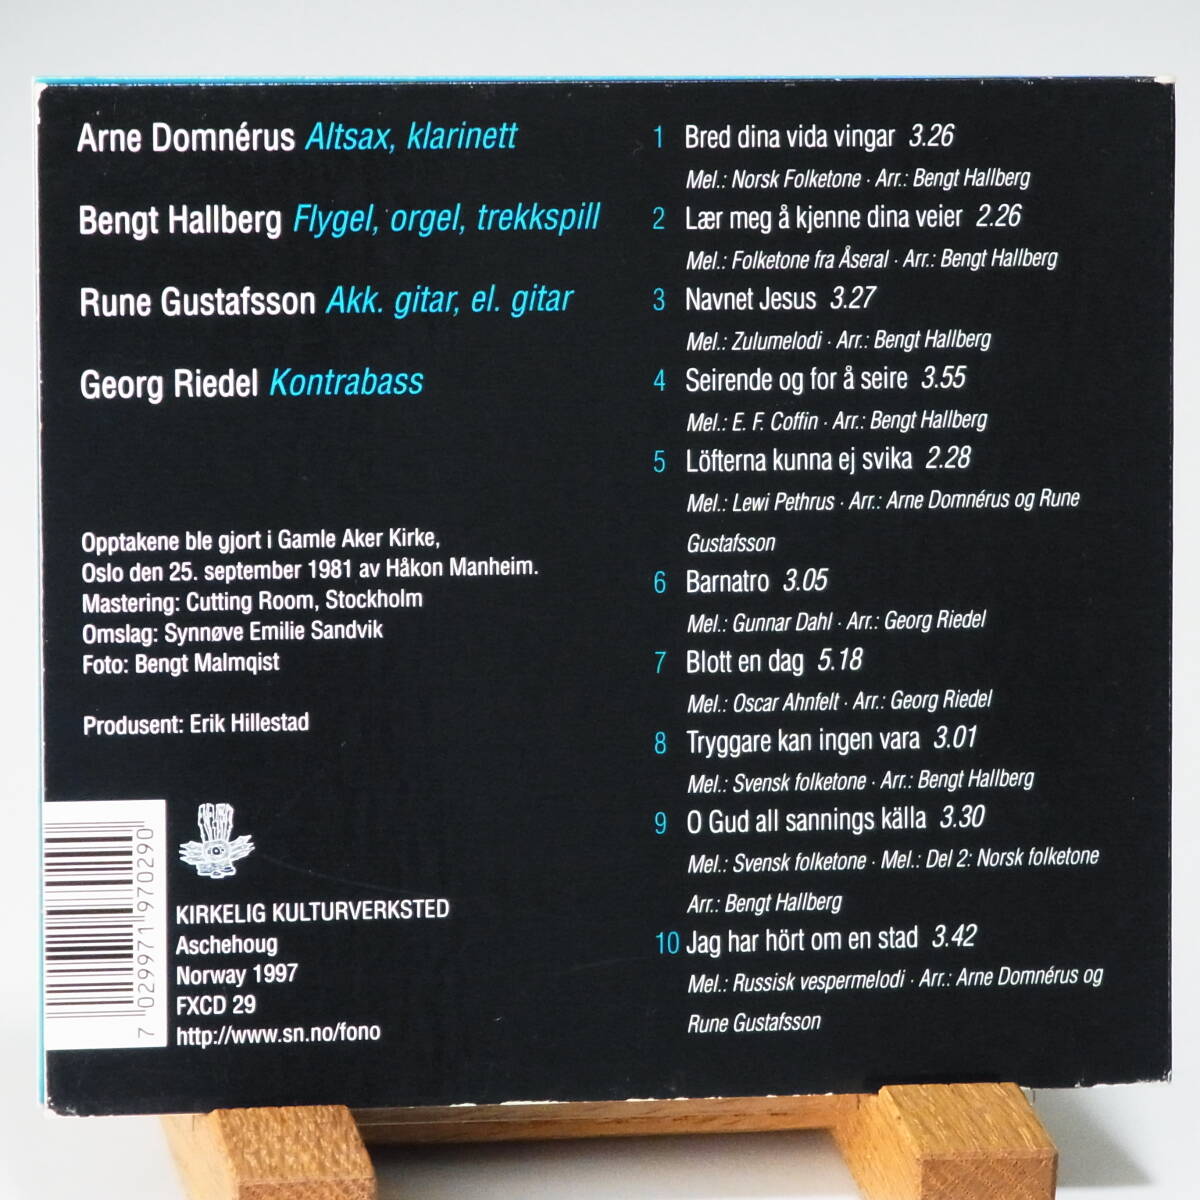 Arne Domnérus Altsax, klarinett
Bengt Hallberg Flygel, orgel, trekkspill
Rune Gustafsson Akk. gitar, el. gitar
Georg Riedel Kontrabass
Opptakene ble gjort i Gamle Aker Kirke,
Oslo den 25. september 1981 av Håkon Manheim.
Mastering: Cutting Room, Stockholm
Omslag: Synnøve Emilie Sandvik
Foto: Bengt Malmqist
Produsent: Erik Hillestad
7 029971 970290
KIRKELIG KULTURVERKSTED
Aschehoug
Norway 1997
FXCD 29
http://www.sn.no/fono
1 Bred dina vida vingar 3.26
Mel.: Norsk Folketone · Arr.: Bengt Hallberg
2 Lær meg å kjenne dina veier 2.26
Mel.: Folketone fra Åseral · Arr.: Bengt Hallberg
3 Navnet Jesus 3.27
Mel.: Zulumelodi · Arr.: Bengt Hallberg
4 Seirende og for å seire 3.55
Mel.: E. F. Coffin · Arr.: Bengt Hallberg
5 Löfterna kunna ej svika 2.28
Mel.: Lewi Pethrus · Arr.: Arne Domnérus og Rune
Gustafsson
6 Barnatro 3.05
Mel.: Gunnar Dahl · Arr.: Georg Riedel
7 Blott en dag 5.18
Mel.: Oscar Ahnfelt · Arr.: Georg Riedel
8 Tryggare kan ingen vara 3.01
Mel.: Svensk folketone · Arr.: Bengt Hallberg
9 O Gud all sannings källa 3.30
Mel.: Svensk folketone · Mel.: Del 2: Norsk folketone
Arr.: Bengt Hallberg
10 Jag har hört om en stad 3.42
Mel.: Russisk vespermelodi · Arr.: Arne Domnérus og
Rune Gustafsson